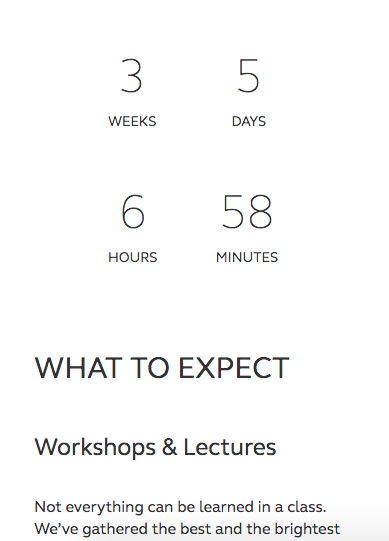 3 5
WEEKS DAYS
6 58
HOURS MINUTES
WHAT TO EXPECT
Workshops & Lectures
Not everything can be learned in a class.
We've gathered the best and the brightest